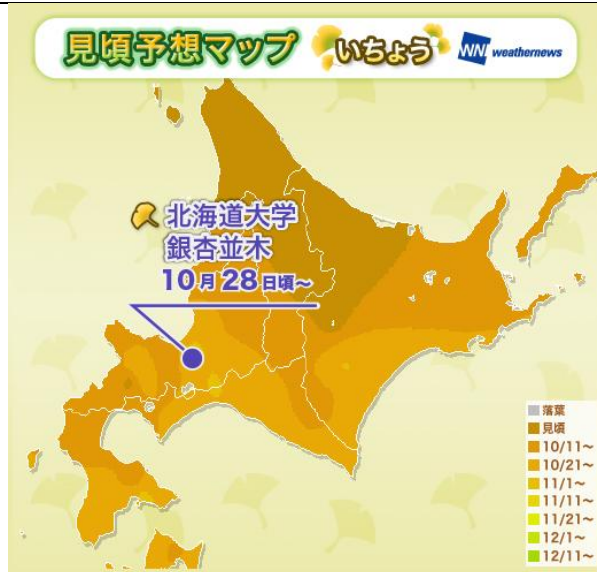 見頃予想マップ いちょう WNI weathernews
北海道大学
銀杏並木
10月28日頃~
落葉
見頃
10/11~
10/21~
11/1~
11/11~
11/21~
12/1~
12/11~